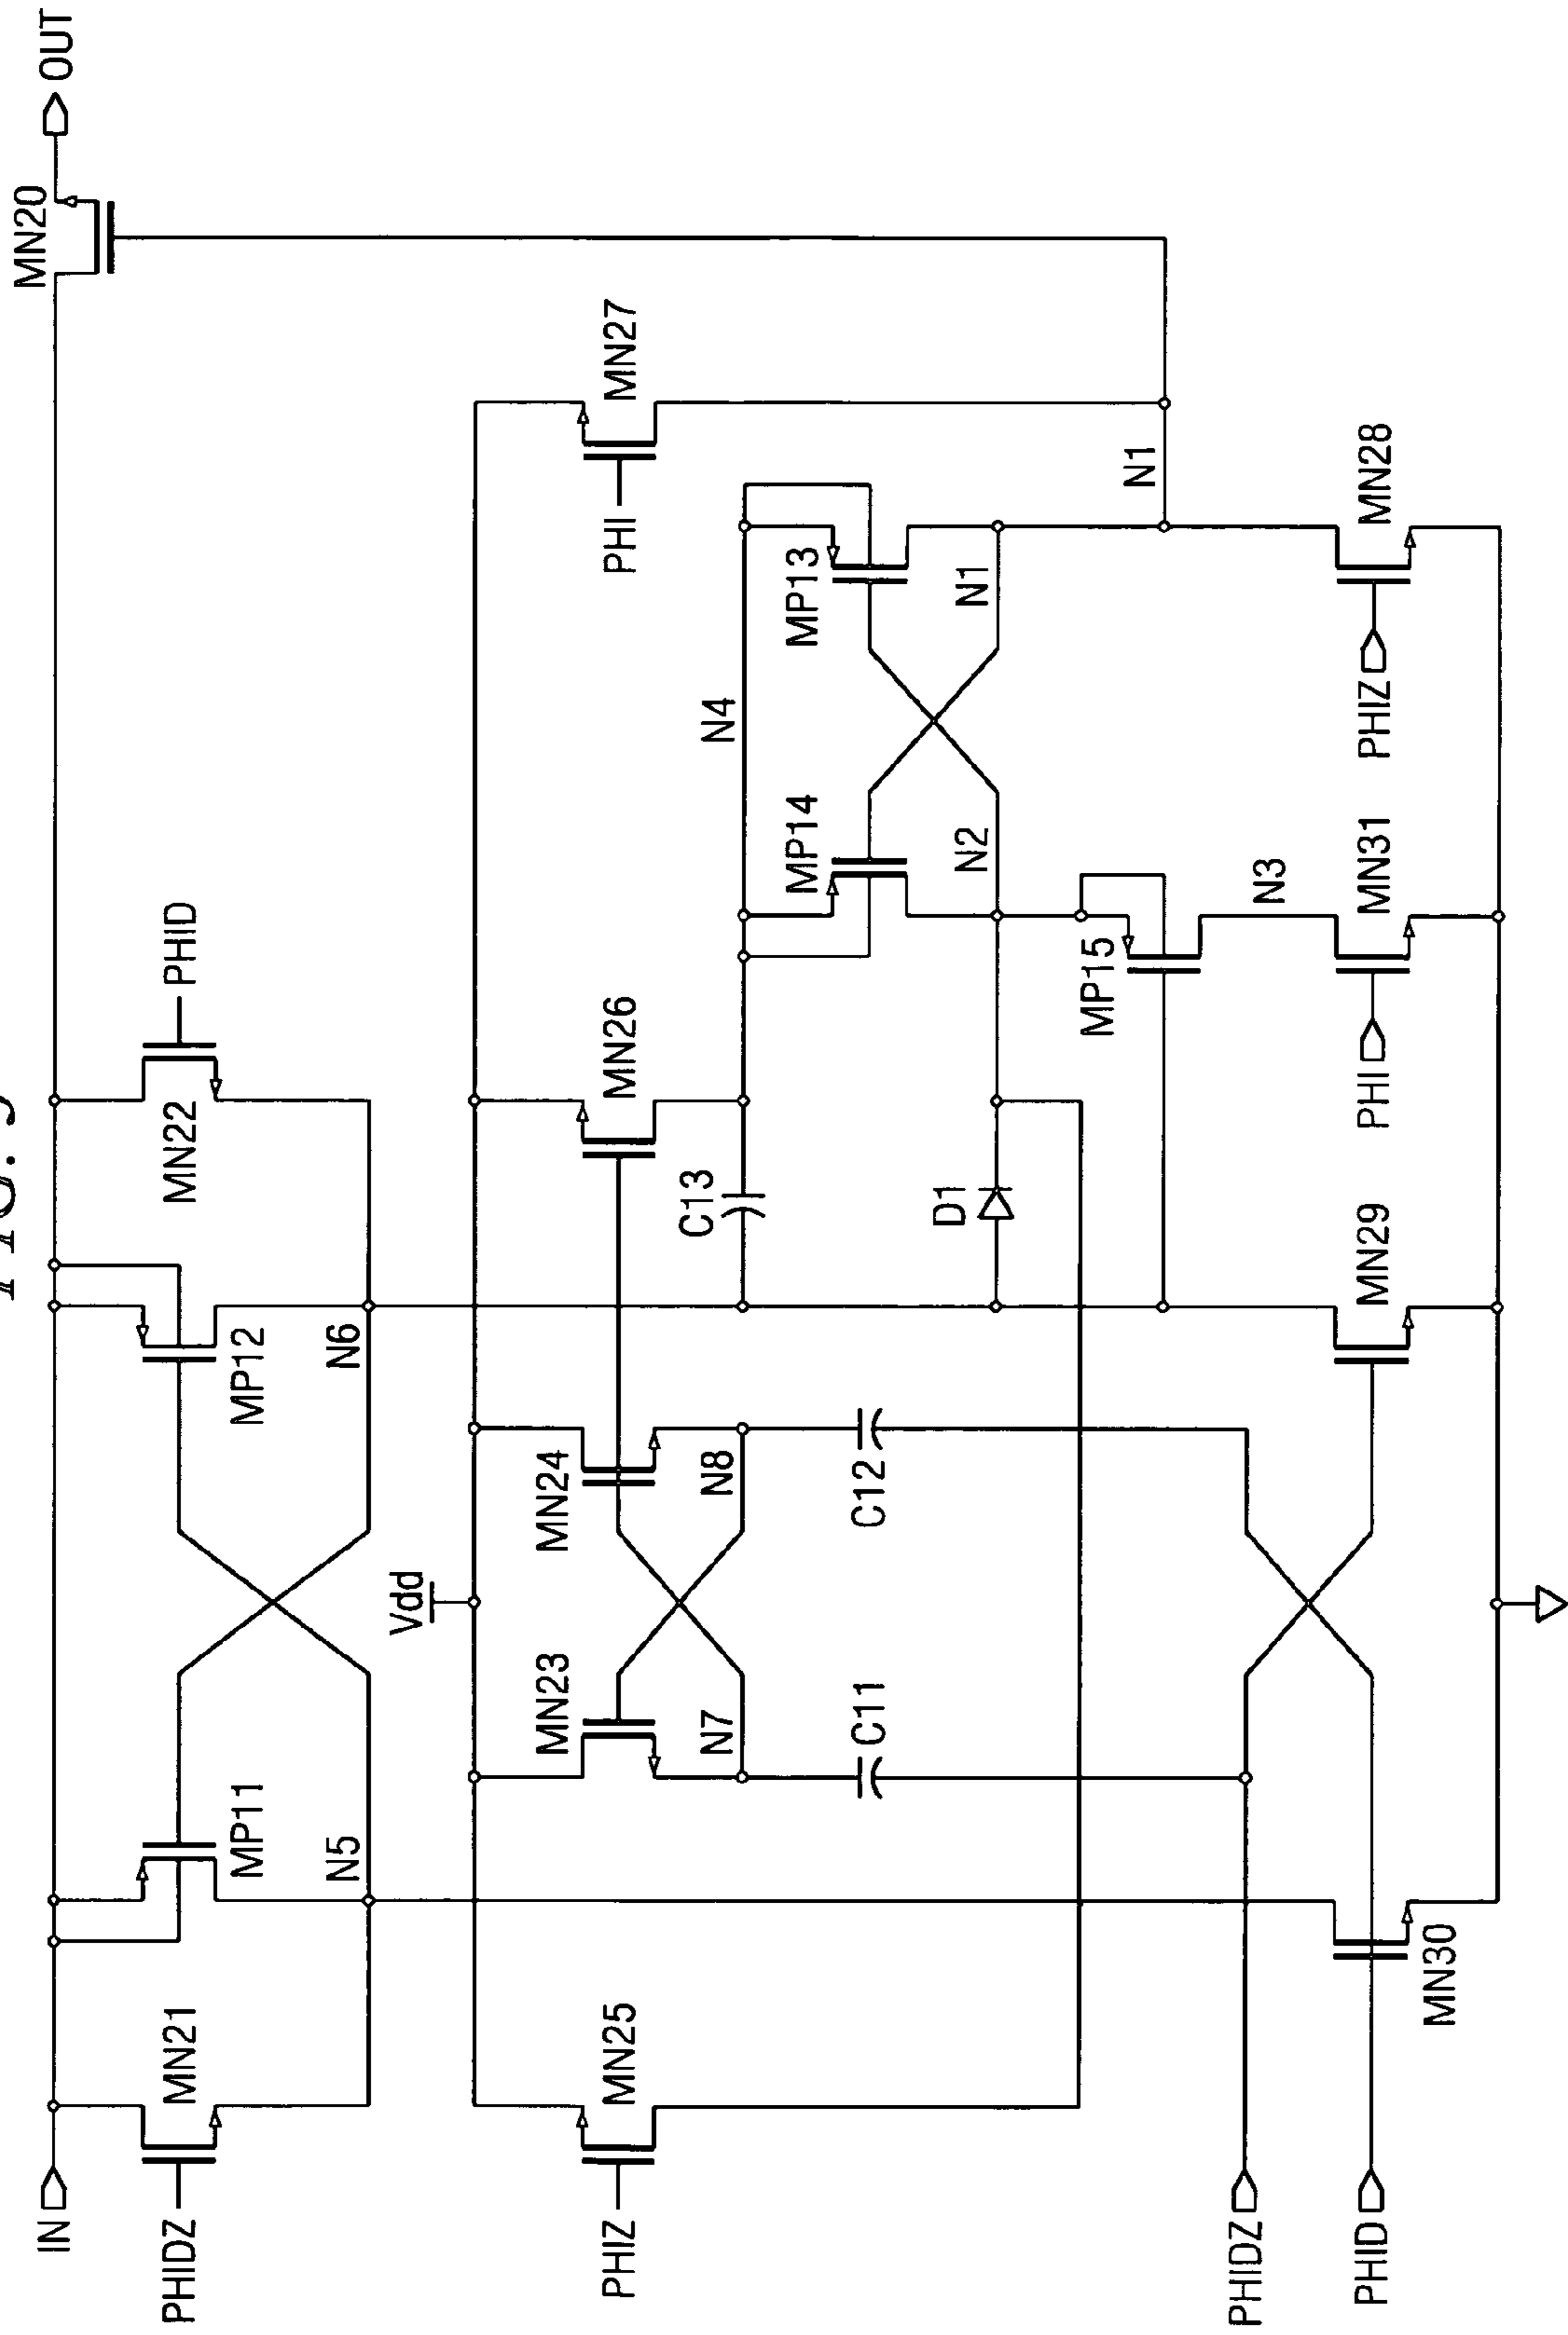 MN20
OUT
MN27
PHI
N1
MN28
MP13
N1
PHIZ
N4
MP14
N2
N3
MN31
PHID
MP15
MN22
MN26
PHI
C13
D1
MN29
MP12
N6
MN24
N8
C12
Vdd
MN23
N7
C11
MP11
N5
MN30
MN21
MN25
IN
PHIDZ
PHIZ
PHIDZ
PHID